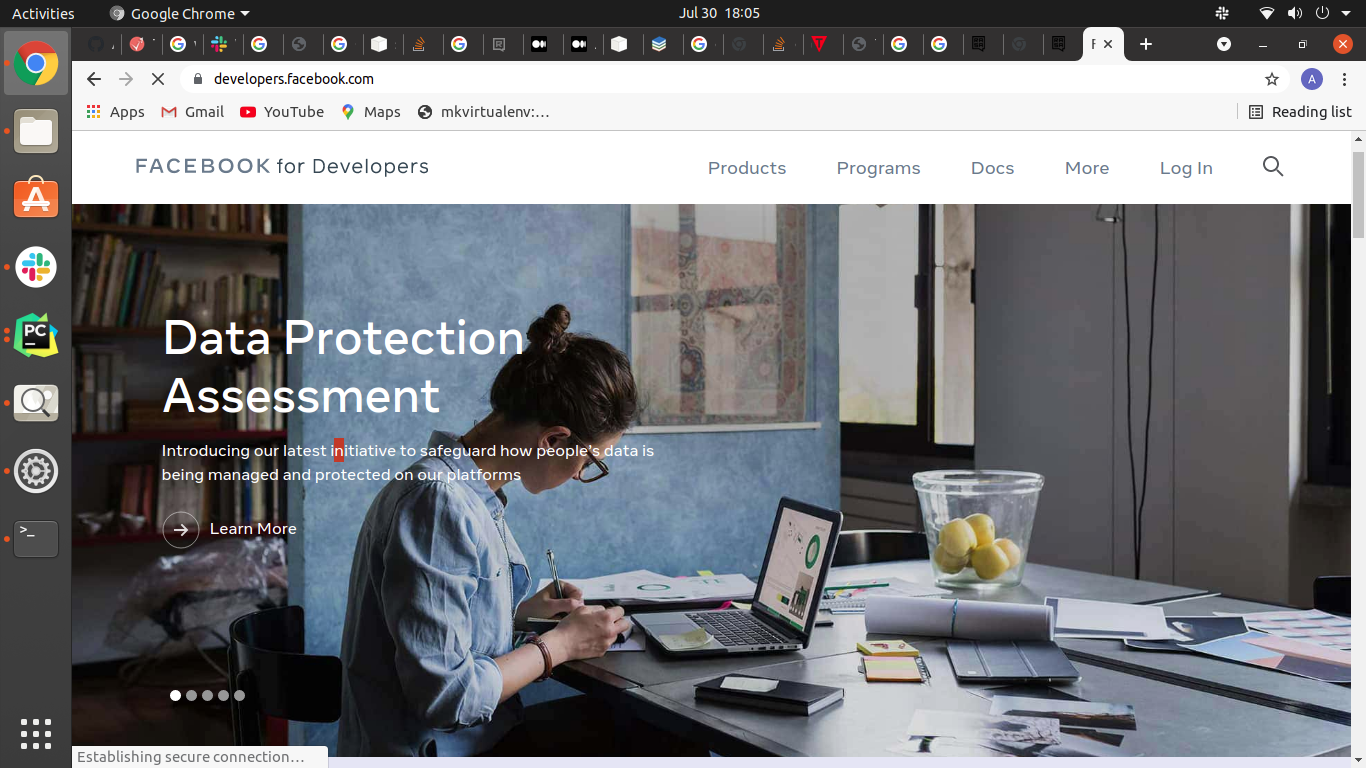 Activities
Google Chrome
Jul 30 18:05
developers.facebook.com
A
Apps
Gmail
YouTube
Maps
mkvirtualenv:...
Reading list
FACEBOOK for Developers
Products
Programs
Docs
More
Log In
Data Protection
Assessment
Introducing our latest initiative to safeguard how people's data is
being managed and protected on our platforms
Learn More
PC
>_
Establishing secure connection...